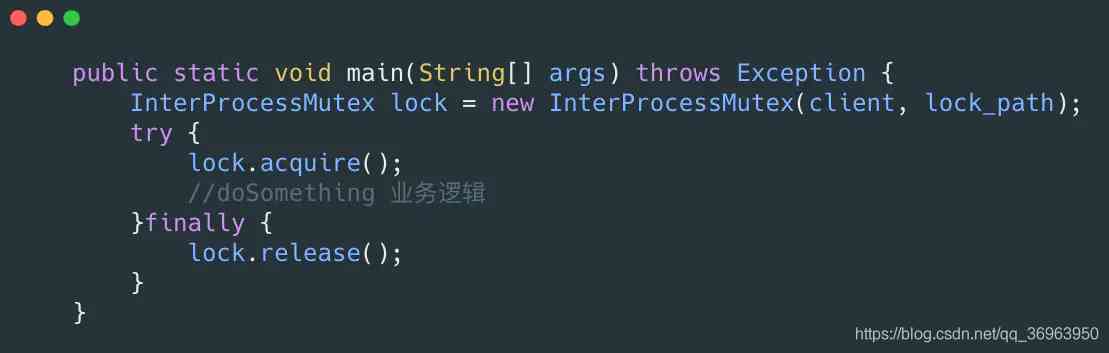 public static void main(String[] args) throws Exception {
InterProcessMutex lock = new InterProcessMutex(client, lock_path);
try {
lock.acquire();
//doSomething 业务逻辑
}finally {
lock.release();
}
}
https://blog.csdn.net/qq_36963950